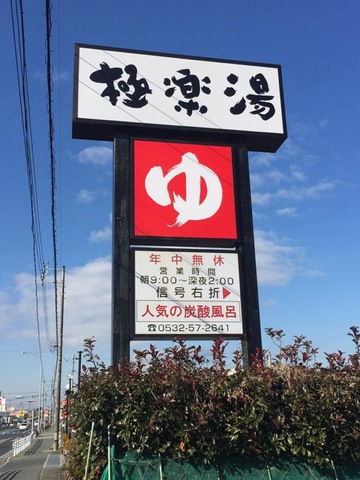 極楽湯
ゆ
年中無休
営業時間
朝9:00～深夜2:00
信号右折▶
人気の炭酸風呂
☎0532-57-2641